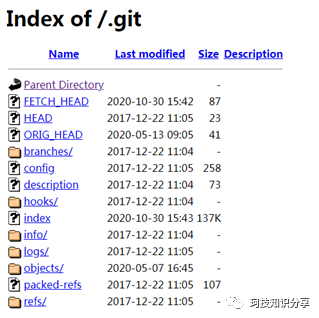 Index of /.git
Name Last modified Size Description
Parent Directory -
FETCH_HEAD 2020-10-30 15:42 87
HEAD 2017-12-22 11:05 23
ORIG_HEAD 2020-05-13 09:05 41
branches/ 2017-12-22 11:04 -
config 2017-12-22 11:05 258
description 2017-12-22 11:04 73
hooks/ 2017-12-22 11:04 -
index 2020-10-30 15:43 137K
info/ 2017-12-22 11:04 -
logs/ 2017-12-22 11:05 -
objects/ 2020-05-07 16:45 -
packed-refs 2017-12-22 11:05 107
refs/ 2017-12-22 11:05 -
珂技知识分享